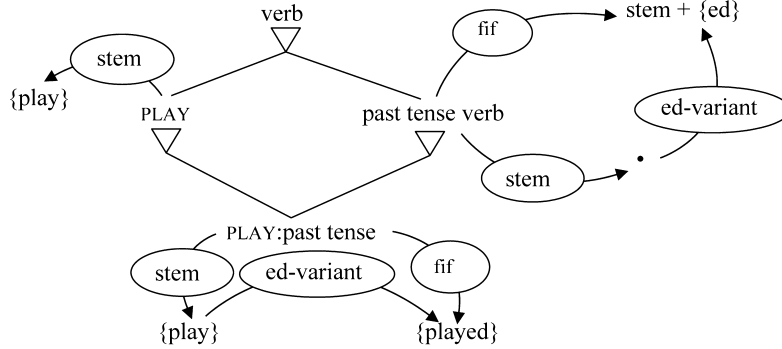 verb
fif
stem + {ed}
stem
{play}
PLAY
past tense verb
ed-variant
•
stem
PLAY:past tense
stem
ed-variant
fif
{play}
{played}